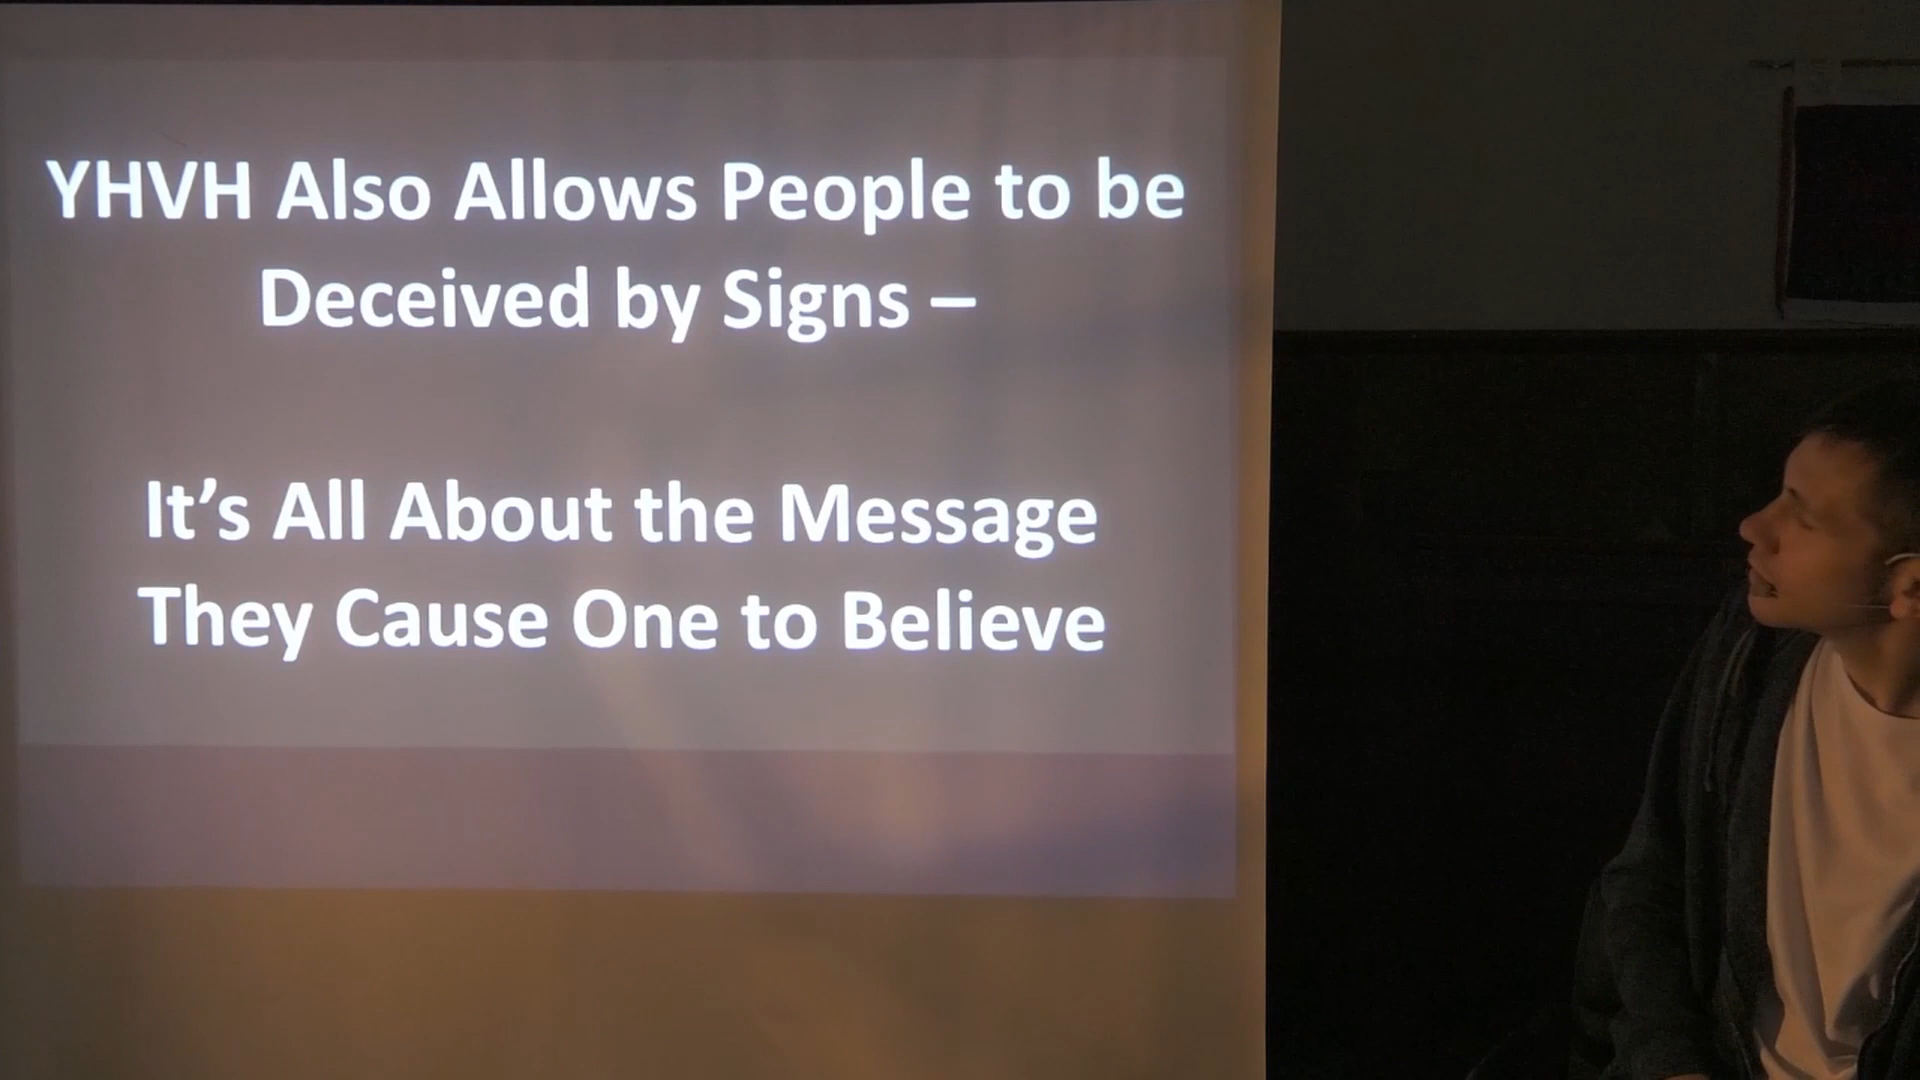 YHVH Also Allows People to be
Deceived by Signs –
It’s All About the Message
They Cause One to Believe